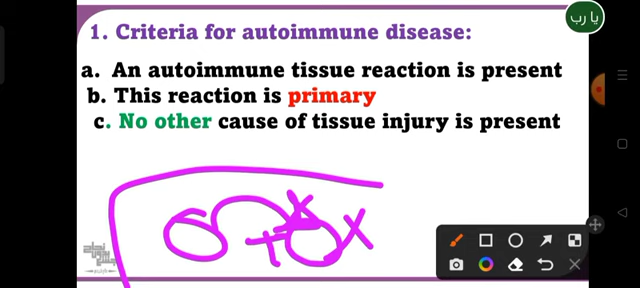 يا رب
1. Criteria for autoimmune disease:
a. An autoimmune tissue reaction is present
b. This reaction is primary
c. No other cause of tissue injury is present